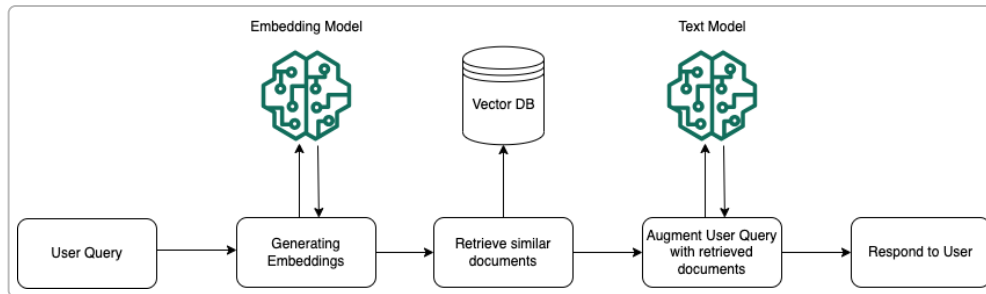 Embedding Model
Text Model
Vector DB
User Query
Generating
Embeddings
Retrieve similar
documents
Augment User Query
with retrieved
documents
Respond to User